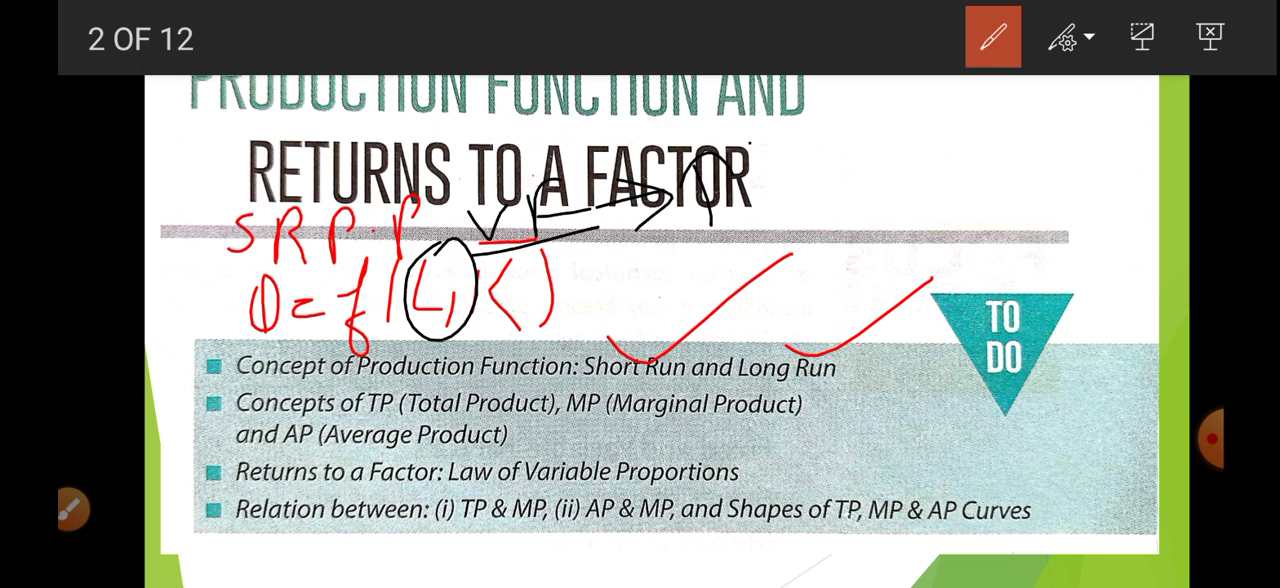 2 OF 12
PRODUCTION FUNCTION AND
RETURNS TO A FACTOR
S R P.F
Q = f(L,K)
VF
TO
DO
Concept of Production Function: Short Run and Long Run
Concepts of TP (Total Product), MP (Marginal Product)
and AP (Average Product)
Returns to a Factor: Law of Variable Proportions
Relation between: (i) TP & MP, (ii) AP & MP, and Shapes of TP, MP & AP Curves